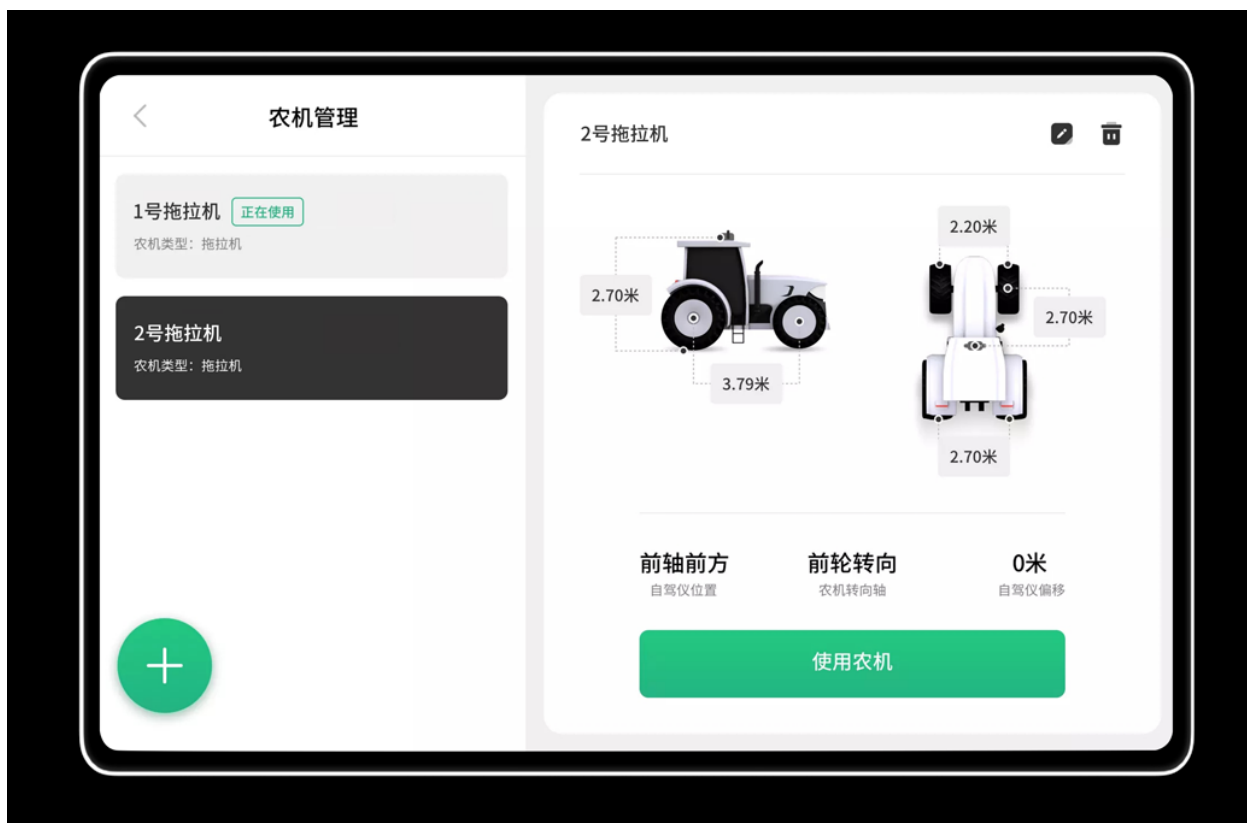 农机管理
1号拖拉机 正在使用
农机类型：拖拉机
2号拖拉机
农机类型：拖拉机
2号拖拉机
2.70米
3.79米
2.20米
2.70米
2.70米
前轴前方 前轮转向 0米
自驾仪位置 农机转向轴 自驾仪偏移
使用农机